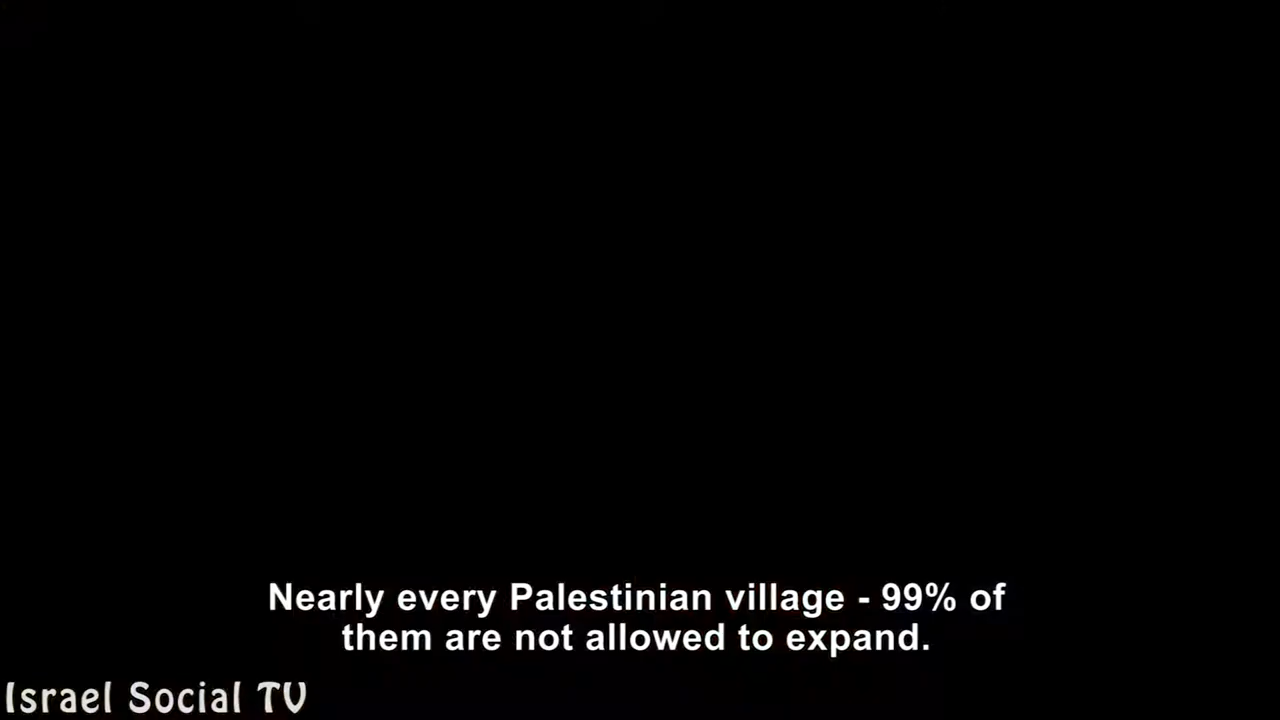 Nearly every Palestinian village - 99% of
them are not allowed to expand.
Israel Social TV